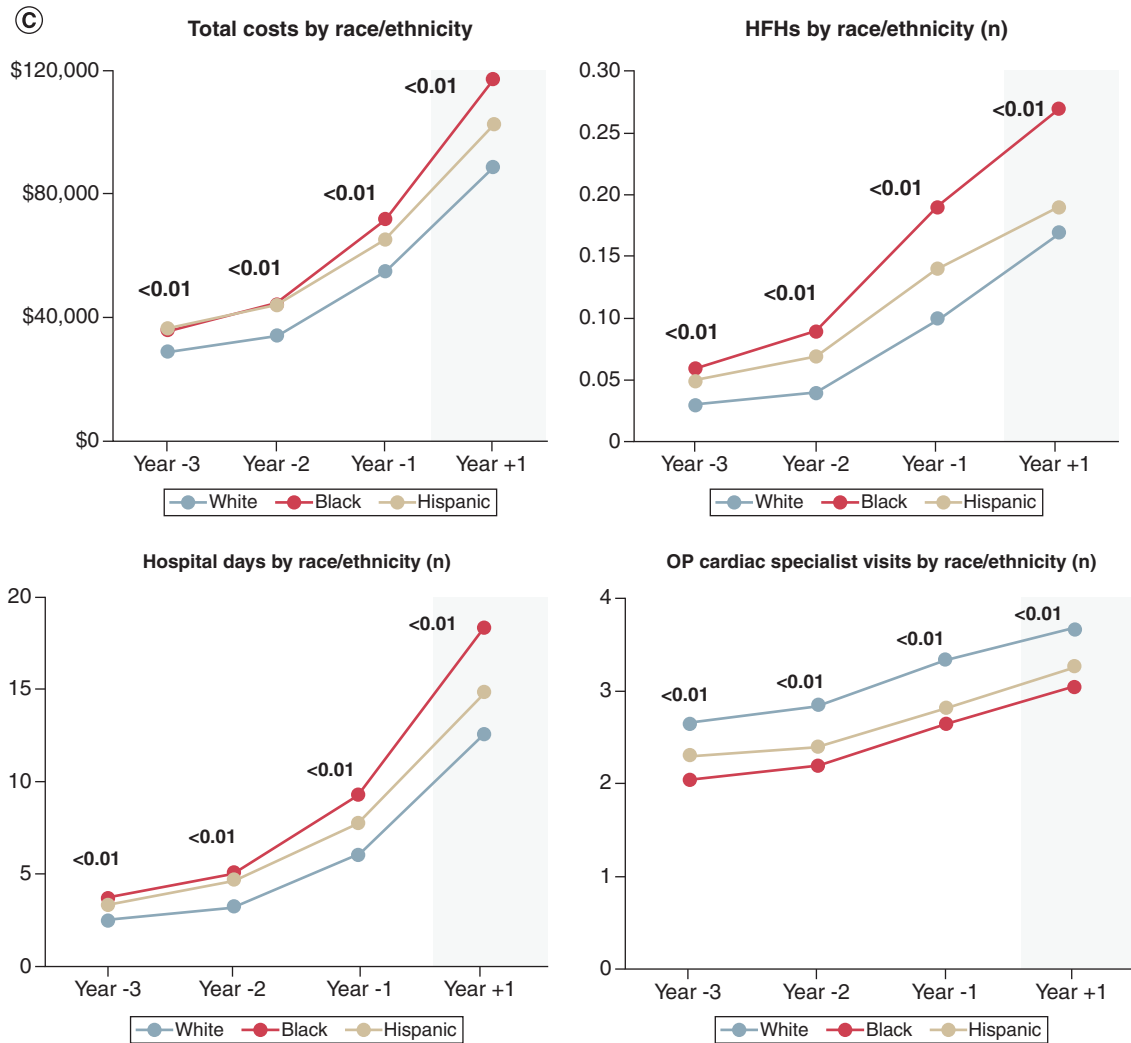 C
Total costs by race/ethnicity
$120,000
$80,000
$40,000
$0
<0.01
<0.01
<0.01
<0.01
Year -3 Year -2 Year -1 Year +1
White Black Hispanic
HFHs by race/ethnicity (n)
0.30
0.25
0.20
0.15
0.10
0.05
0
<0.01
<0.01
<0.01
<0.01
Year -3 Year -2 Year -1 Year +1
White Black Hispanic
Hospital days by race/ethnicity (n)
20
15
10
5
0
<0.01
<0.01
<0.01
<0.01
Year -3 Year -2 Year -1 Year +1
White Black Hispanic
OP cardiac specialist visits by race/ethnicity (n)
4
3
2
1
0
<0.01
<0.01
<0.01
<0.01
Year -3 Year -2 Year -1 Year +1
White Black Hispanic